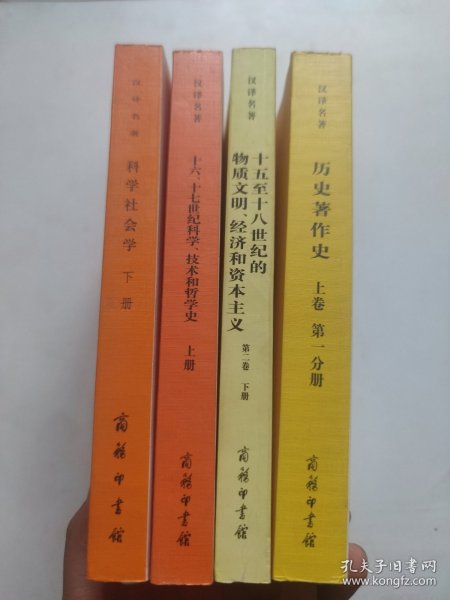 汉译名著
科学社会学
下册
商务印书馆
汉译名著
十六、十七世纪科学、技术和哲学史
上册
商务印书馆
汉译名著
十五至十八世纪的
物质文明、经济和资本主义
第二卷 下册
商务印书馆
汉译名著
历史著作史
上卷 第一分册
商务印书馆
孔夫子旧书网
www.kongfz.com